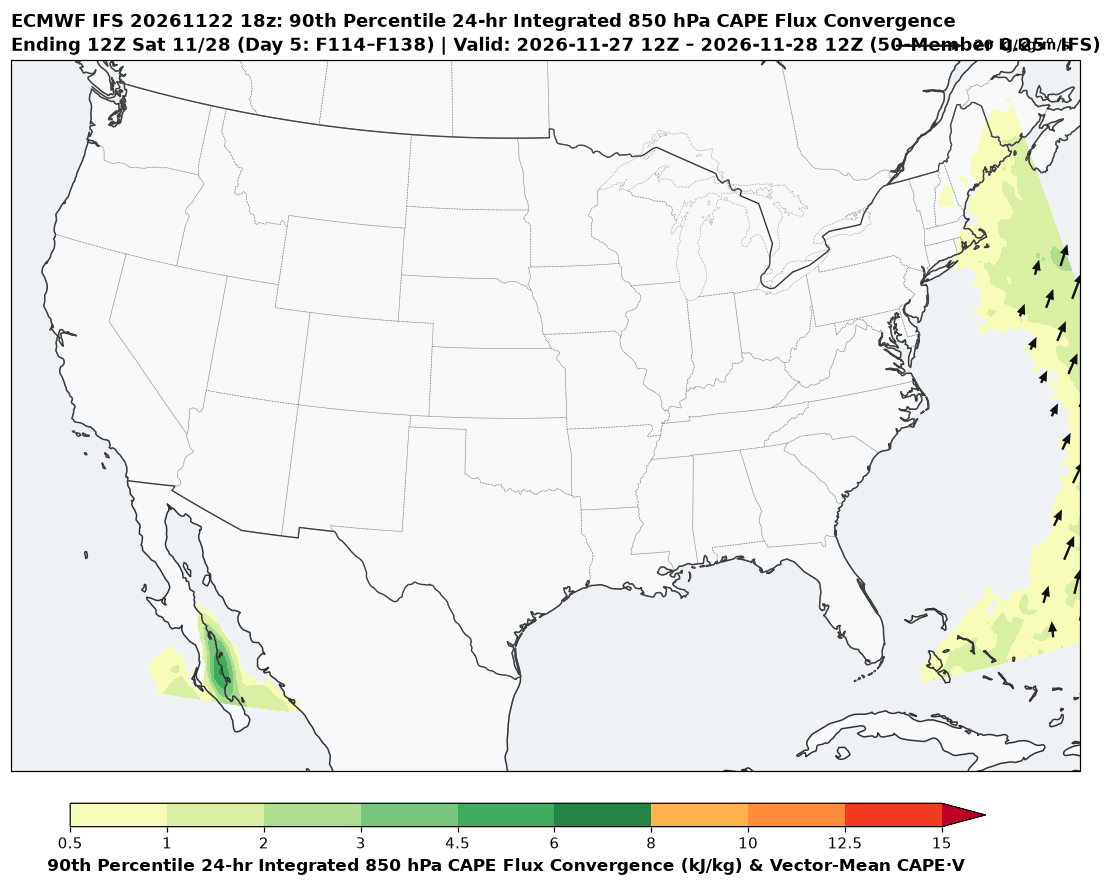 ECMWF IFS 20261122 18z: 90th Percentile 24-hr Integrated 850 hPa CAPE Flux Convergence
Ending 12Z Sat 11/28 (Day 5: F114–F138) | Valid: 2026-11-27 12Z – 2026-11-28 12Z (50-Member 0.25° IFS)
0.5 1 2 3 4.5 6 8 10 12.5 15
90th Percentile 24-hr Integrated 850 hPa CAPE Flux Convergence (kJ/kg) & Vector-Mean CAPE·V